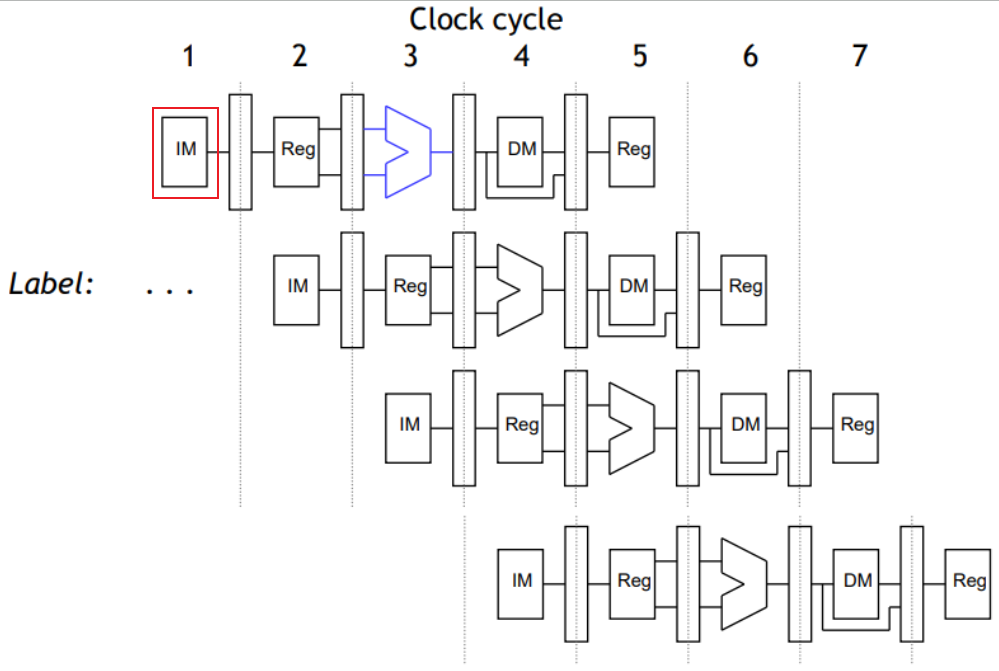 Clock cycle
1 2 3 4 5 6 7
IM Reg DM Reg
Label: . . . IM Reg DM Reg
IM Reg DM Reg
IM Reg DM Reg